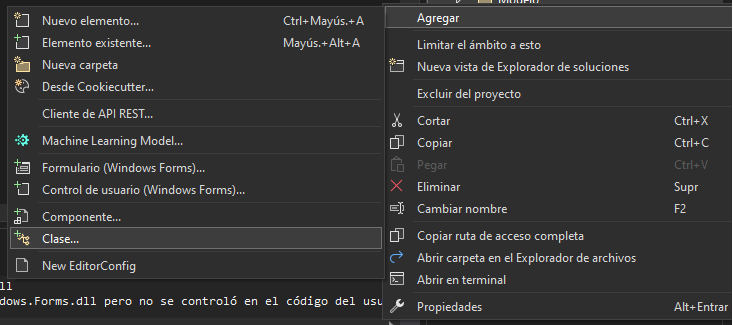 Modelo
Nuevo elemento... Ctrl+Mayús.+A
Elemento existente... Mayús.+Alt+A
Nueva carpeta
Desde Cookiecutter...
Cliente de API REST...
Machine Learning Model...
Formulario (Windows Forms)...
Control de usuario (Windows Forms)...
Componente...
Clase...
New EditorConfig
Agregar
Limitar el ámbito a esto
Nueva vista de Explorador de soluciones
Excluir del proyecto
Cortar Ctrl+X
Copiar Ctrl+C
Pegar Ctrl+V
Eliminar Supr
Cambiar nombre F2
Copiar ruta de acceso completa
Abrir carpeta en el Explorador de archivos
Abrir en terminal
Propiedades Alt+Entrar
ll
dows.Forms.dll pero no se controló en el código del usu